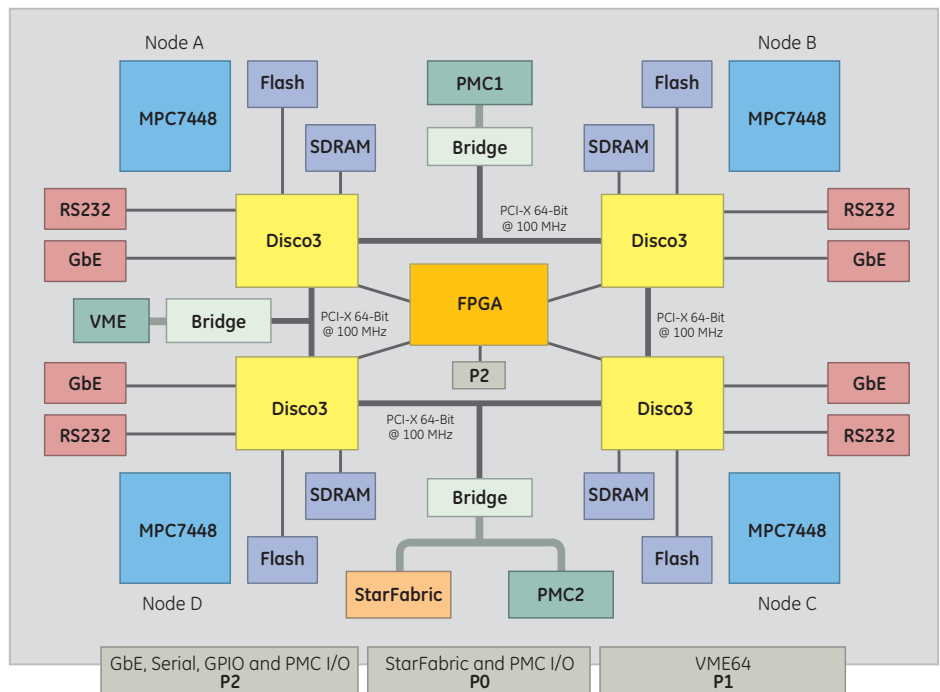 Node A
Node B
MPC7448
Flash
PMC1
Flash
MPC7448
SDRAM
Bridge
SDRAM
RS232
Disco3
PCI-X 64-Bit
@ 100 MHz
Disco3
RS232
GbE
GbE
FPGA
VME
Bridge
PCI-X 64-Bit
@ 100 MHz
PCI-X 64-Bit
@ 100 MHz
P2
GbE
Disco3
Disco3
GbE
PCI-X 64-Bit
@ 100 MHz
RS232
RS232
MPC7448
SDRAM
Bridge
SDRAM
MPC7448
Flash
Flash
StarFabric
PMC2
Node D
Node C
GbE, Serial, GPIO and PMC I/O
P2
StarFabric and PMC I/O
P0
VME64
P1